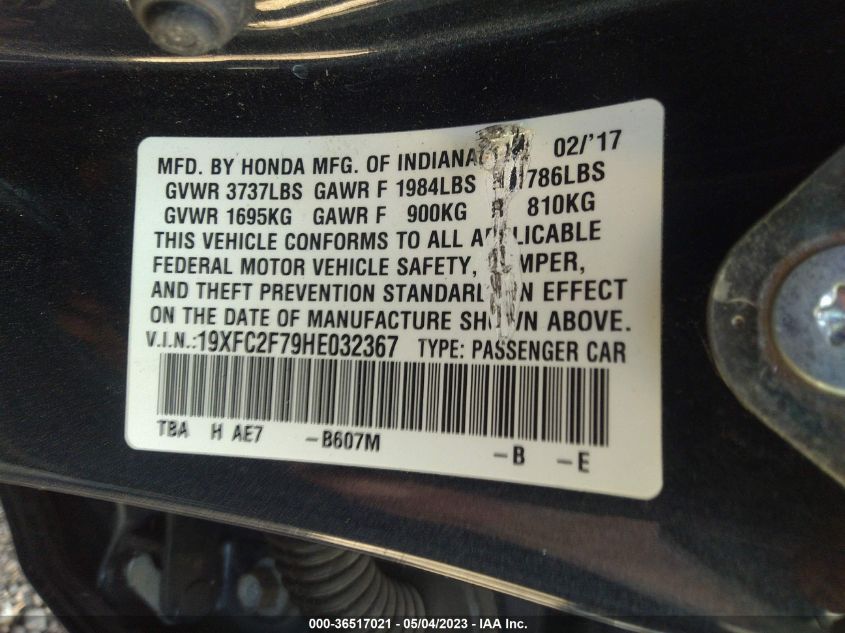 MFD. BY HONDA MFG. OF INDIANA 02/'17
GVWR 3737LBS GAWR F 1984LBS 1786LBS
GVWR 1695KG GAWR F 900KG R 810KG
THIS VEHICLE CONFORMS TO ALL APPLICABLE
FEDERAL MOTOR VEHICLE SAFETY, BUMPER,
AND THEFT PREVENTION STANDARDS IN EFFECT
ON THE DATE OF MANUFACTURE SHOWN ABOVE.
V.I.N.:19XFC2F79HE032367 TYPE: PASSENGER CAR
TBA H AE7 -B607M -B -E
000-36517021 - 05/04/2023 - IAA Inc.